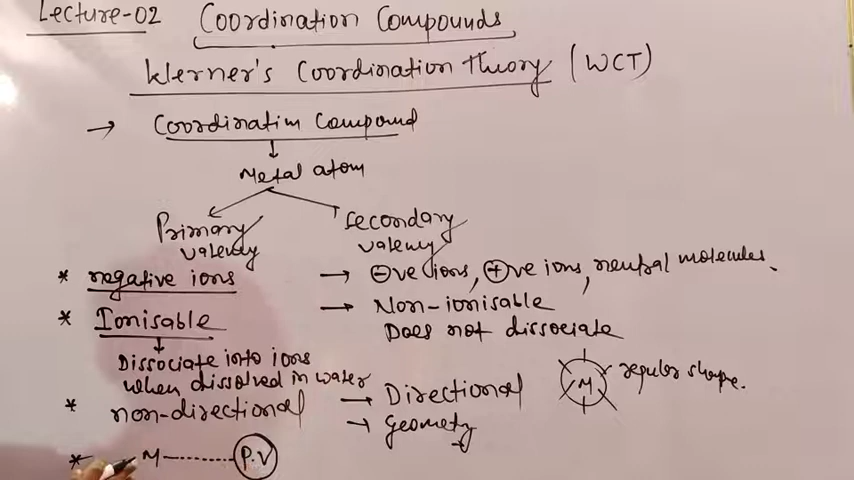 Lecture-02 Coordination Compounds
Werner's Coordination Theory (WCT)
→ Coordination Compound
↓
Metal atom
Primary valency
Secondary valency
* negative ions → ⊖ve ions, ⊕ve ions, neutral molecules.
* Ionisable → Non-ionisable
Does not dissociate
↓
Dissociate into ions
when dissolved in water
M regular shape.
* non-directional → Directional
→ Geometry
* M------- P.V